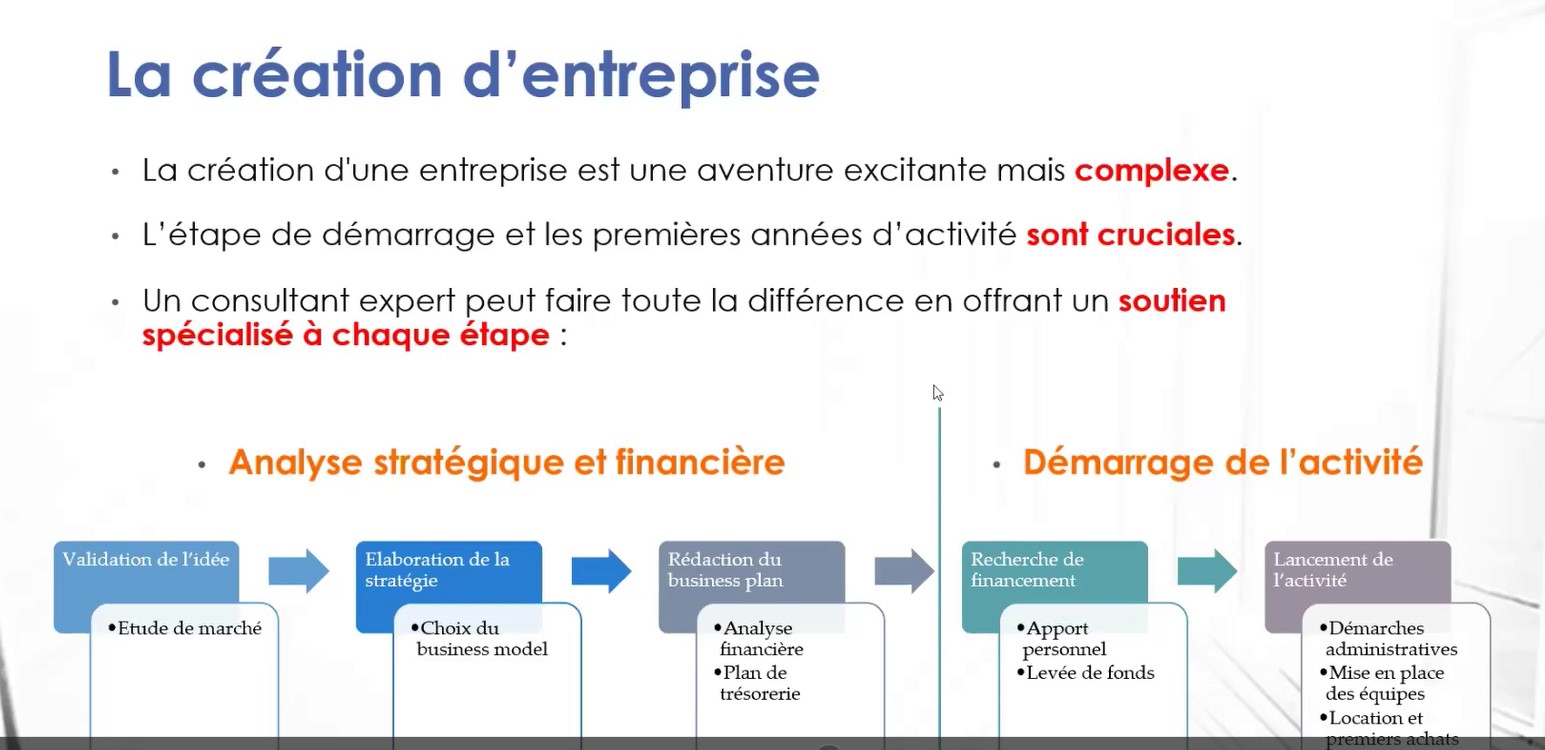 La création d’entreprise
• La création d'une entreprise est une aventure excitante mais complexe.
• L’étape de démarrage et les premières années d’activité sont cruciales.
• Un consultant expert peut faire toute la différence en offrant un soutien
spécialisé à chaque étape :
• Analyse stratégique et financière
• Démarrage de l’activité
Validation de l’idée
•Etude de marché
Elaboration de la
stratégie
•Choix du
business model
Rédaction du
business plan
•Analyse
financière
•Plan de
trésorerie
Recherche de
financement
•Apport
personnel
•Levée de fonds
Lancement de
l’activité
•Démarches
administratives
•Mise en place
des équipes
•Location et
premiers achats